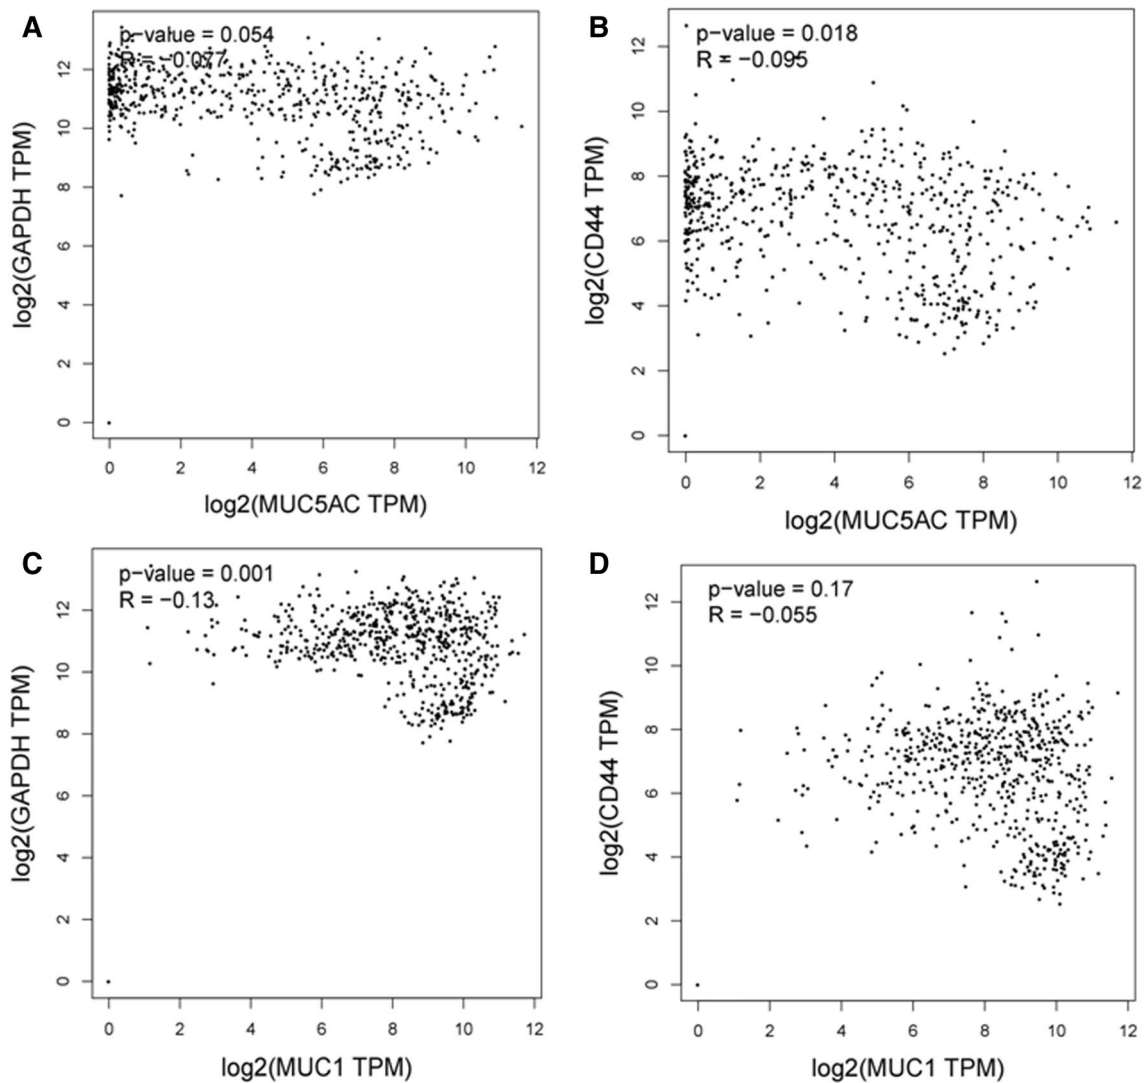 A
p-value = 0.054
R = −0.077
log2(GAPDH TPM)
12
10
8
6
4
2
0
0 2 4 6 8 10 12
log2(MUC5AC TPM)
B
p-value = 0.018
R = −0.095
log2(CD44 TPM)
12
10
8
6
4
2
0
0 2 4 6 8 10 12
log2(MUC5AC TPM)
C
p-value = 0.001
R = −0.13
log2(GAPDH TPM)
12
10
8
6
4
2
0
0 2 4 6 8 10 12
log2(MUC1 TPM)
D
p-value = 0.17
R = −0.055
log2(CD44 TPM)
12
10
8
6
4
2
0
0 2 4 6 8 10 12
log2(MUC1 TPM)